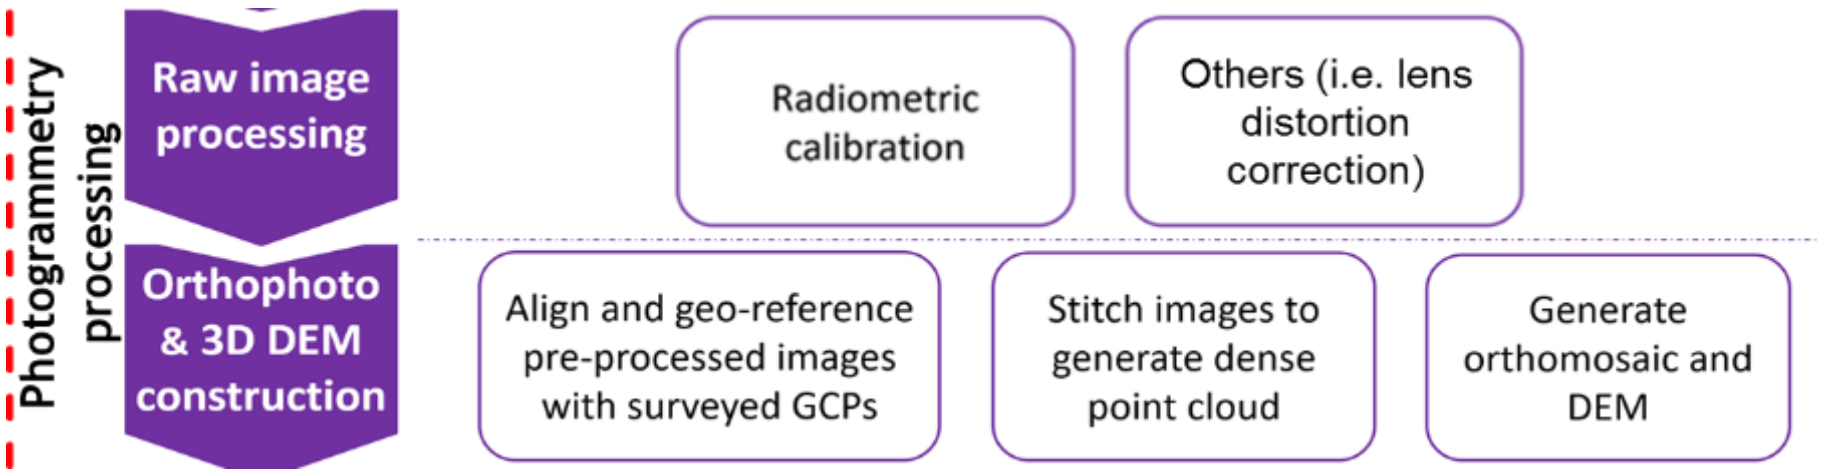 Photogrammetry
processing
Raw image
processing
Radiometric
calibration
Others (i.e. lens
distortion
correction)
Orthophoto
& 3D DEM
construction
Align and geo-reference
pre-processed images
with surveyed GCPs
Stitch images to
generate dense
point cloud
Generate
orthomosaic and
DEM